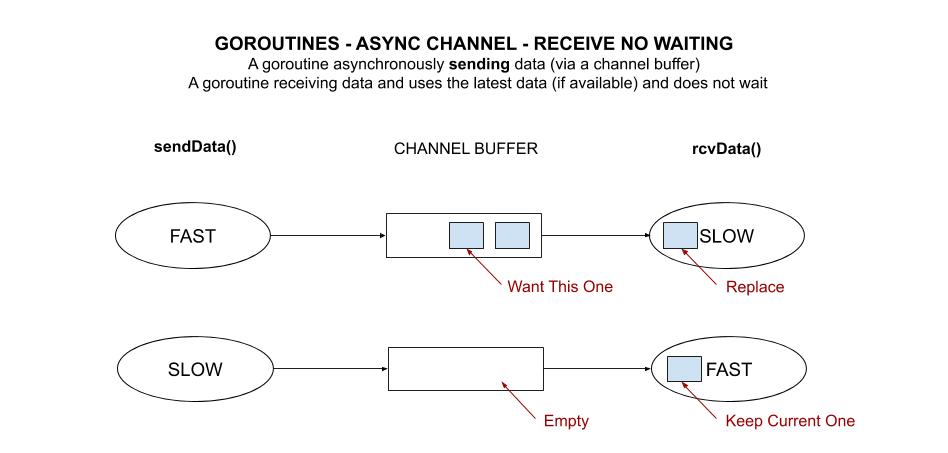 GOROUTINES - ASYNC CHANNEL - RECEIVE NO WAITING
A goroutine asynchronously sending data (via a channel buffer)
A goroutine receiving data and uses the latest data (if available) and does not wait
sendData()
CHANNEL BUFFER
rcvData()
FAST
SLOW
Want This One
Replace
SLOW
FAST
Empty
Keep Current One